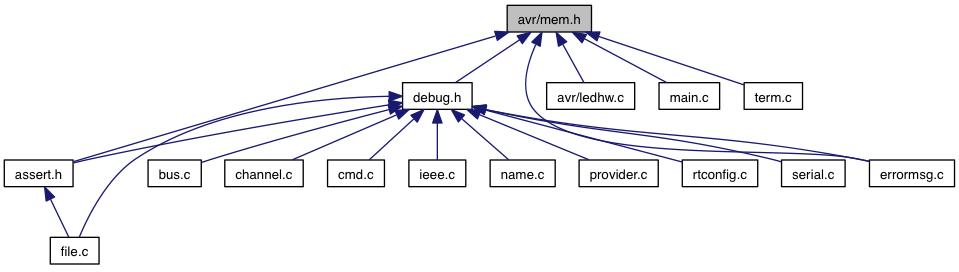 avr/mem.h
debug.h
avr/ledhw.c
main.c
term.c
assert.h
bus.c
channel.c
cmd.c
ieee.c
name.c
provider.c
rtconfig.c
serial.c
errormsg.c
file.c